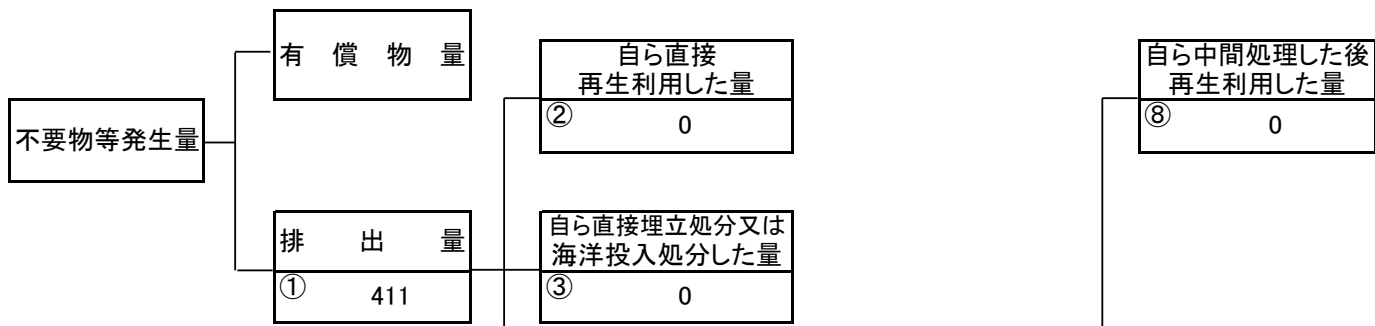 有償物量
自ら直接
再生利用した量
②
0
自ら中間処理した後
再生利用した量
⑧
0
不要物等発生量
排出量
①
411
自ら直接埋立処分又は
海洋投入処分した量
③
0